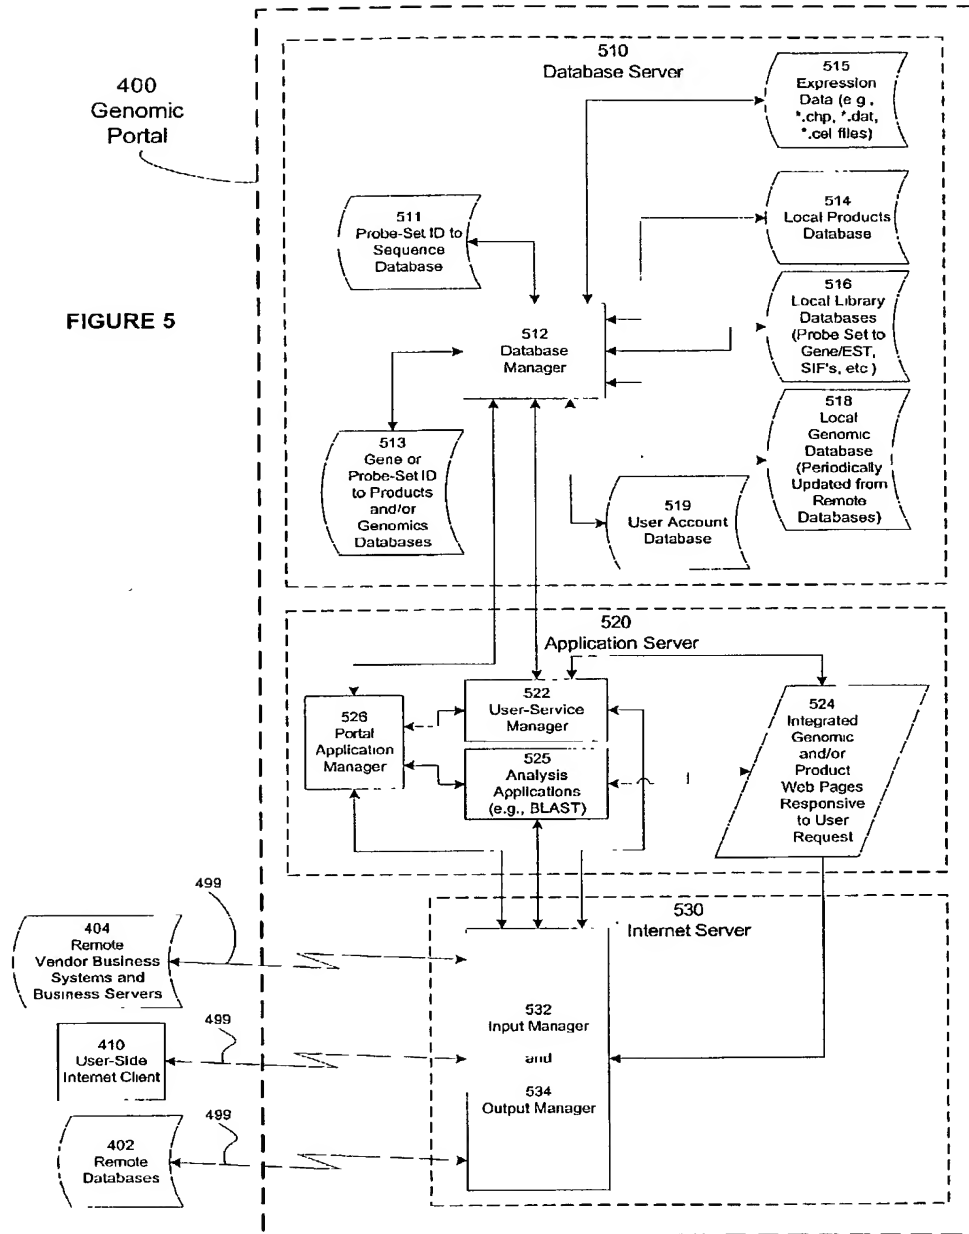 400
Genomic
Portal
FIGURE 5
510
Database Server
515
Expression
Data (e g ,
*.chp, *.dat,
*.cel files)
514
Local Products
Database
511
Probe-Set ID to
Sequence
Database
516
Local Library
Databases
(Probe Set to
Gene/EST,
SIF's, etc )
512
Database
Manager
518
Local
Genomic
Database
(Periodically
Updated from
Remote
Databases)
513
Gene or
Probe-Set ID
to Products
and/or
Genomics
Databases
519
User Account
Database
520
Application Server
522
User-Service
Manager
526
Portal
Application
Manager
525
Analysis
Applications
(e.g., BLAST)
524
Integrated
Genomic
and/or
Product
Web Pages
Responsive
to User
Request
530
Internet Server
499
404
Remote
Vendor Business
Systems and
Business Servers
532
Input Manager
and
534
Output Manager
499
410
User-Side
Internet Client
499
402
Remote
Databases